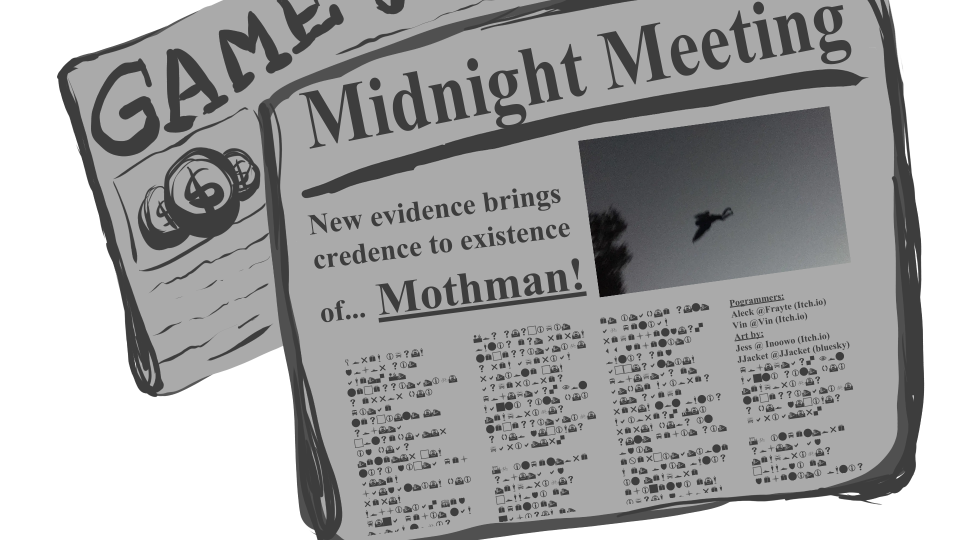 GAME
Midnight Meeting
New evidence brings
credence to existence
of... Mothman!
Pogrammers:
Aleck @Frayte (Itch.io)
Vin @Vin (Itch.io)
Art by:
Jess @ Inoowo (Itch.io)
JJacket @JJacket (bluesky)